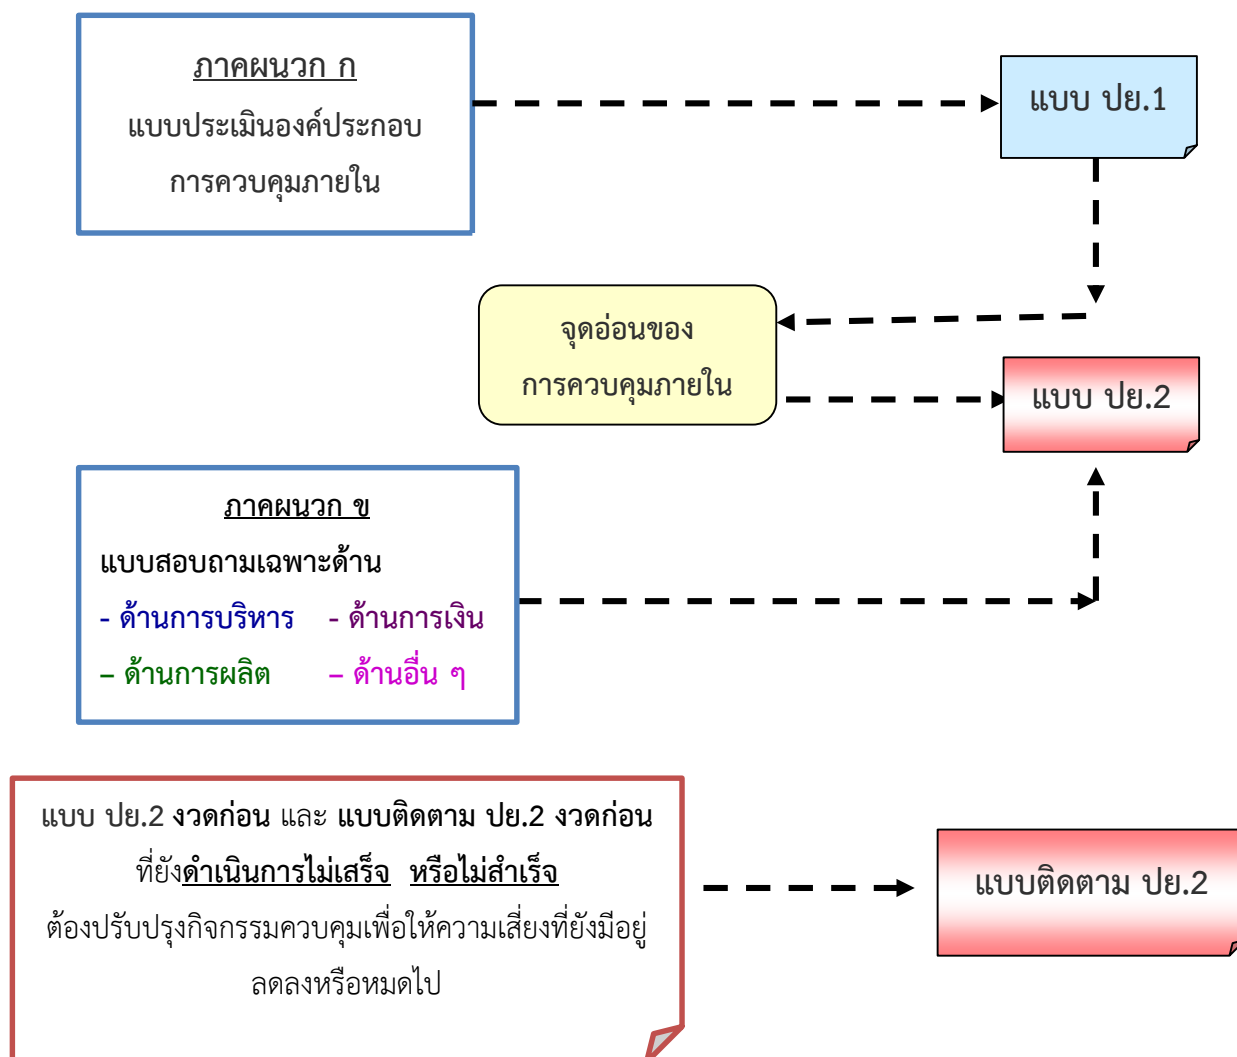 ภาคผนวก ก
แบบประเมินองค์ประกอบ
การควบคุมภายใน
แบบ ปย.1
จุดอ่อนของ
การควบคุมภายใน
แบบ ปย.2
ภาคผนวก ข
แบบสอบถามเฉพาะด้าน
- ด้านการบริหาร - ด้านการเงิน
– ด้านการผลิต – ด้านอื่น ๆ
แบบ ปย.2 งวดก่อน และ แบบติดตาม ปย.2 งวดก่อน
ที่ยังดำเนินการไม่เสร็จ หรือไม่สำเร็จ
ต้องปรับปรุงกิจกรรมควบคุมเพื่อให้ความเสี่ยงที่ยังมีอยู่
ลดลงหรือหมดไป
แบบติดตาม ปย.2